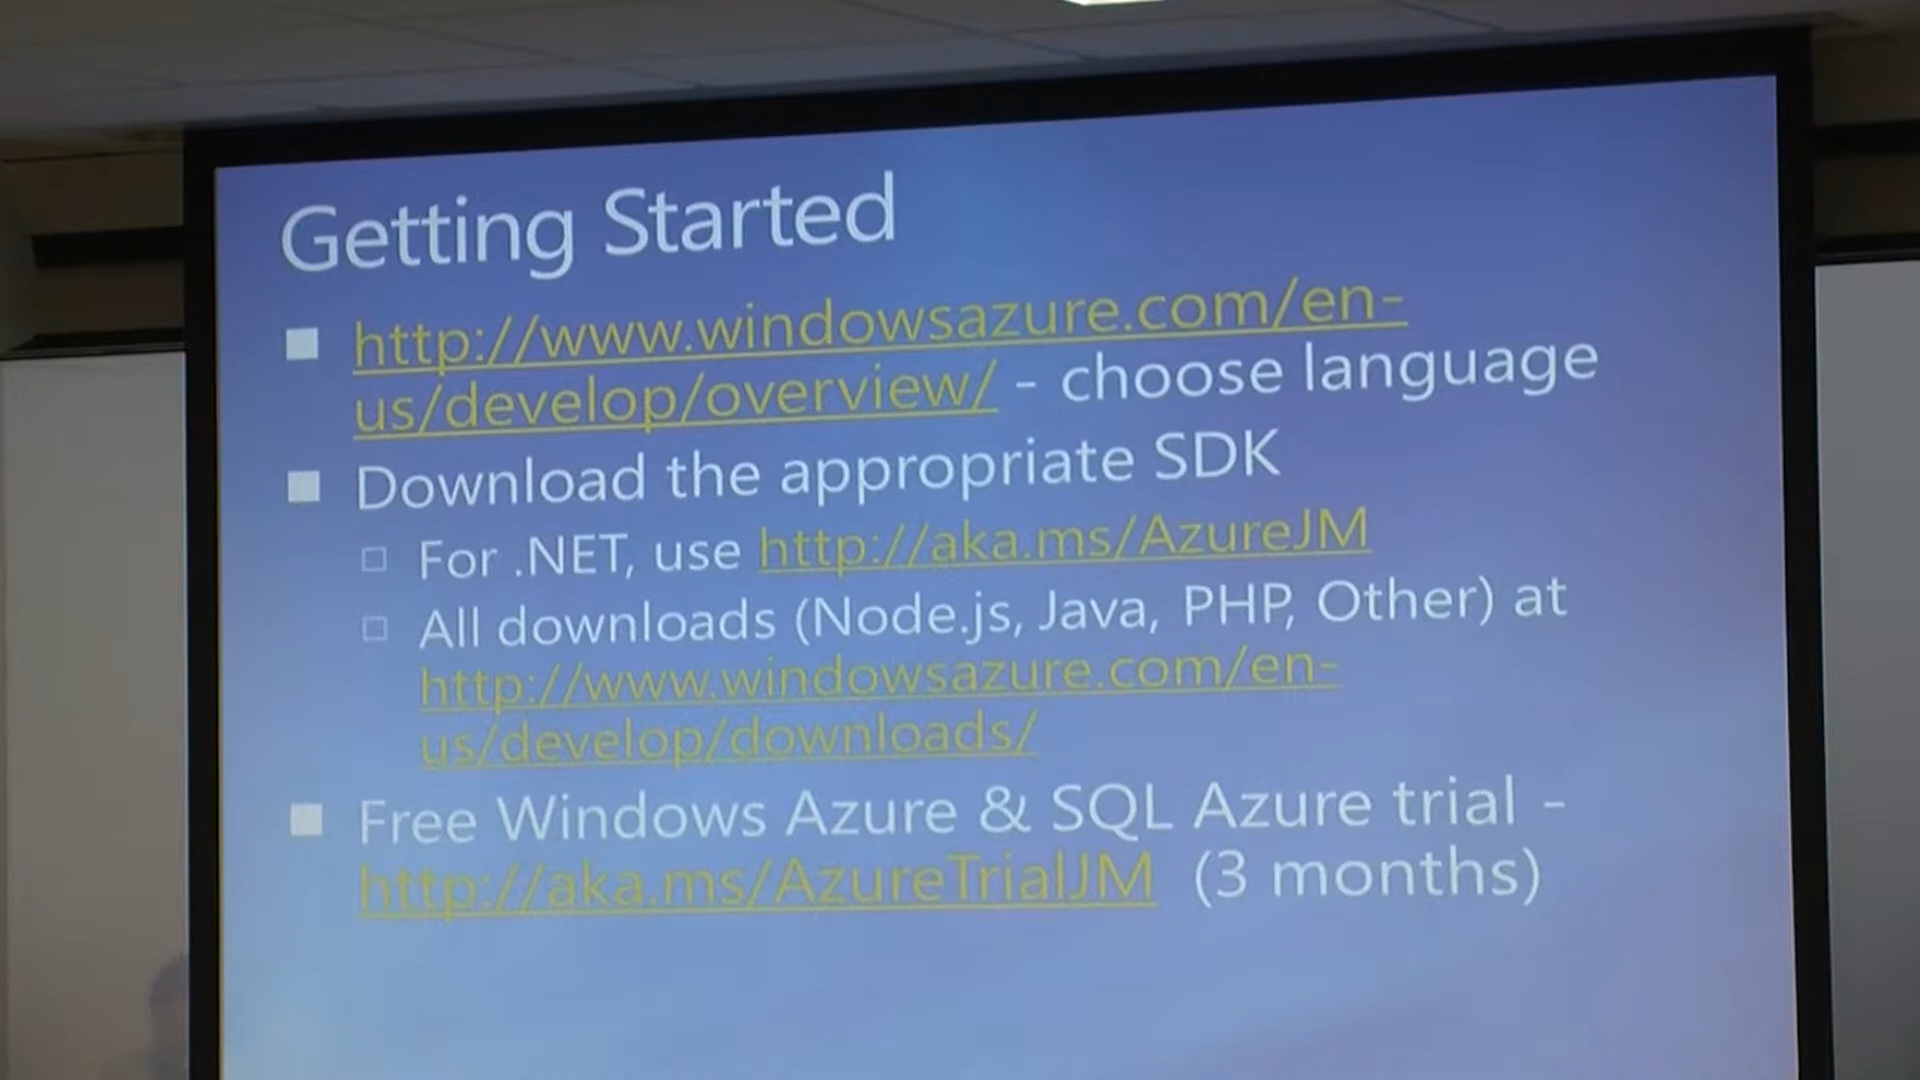 Getting Started
http://www.windowsazure.com/en-
us/develop/overview/ - choose language
Download the appropriate SDK
For .NET, use http://aka.ms/AzureJM
All downloads (Node.js, Java, PHP, Other) at
http://www.windowsazure.com/en-
us/develop/downloads/
Free Windows Azure & SQL Azure trial -
http://aka.ms/AzureTrialJM (3 months)